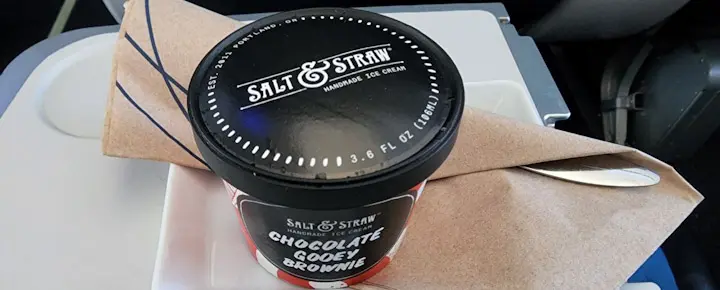 EST. 2011 PORTLAND, OR
SALT & STRAW
HANDMADE ICE CREAM
3.6 FL OZ (106ML)
SALT & STRAW
HANDMADE ICE CREAM
CHOCOLATE
GOOEY
BROWNIE